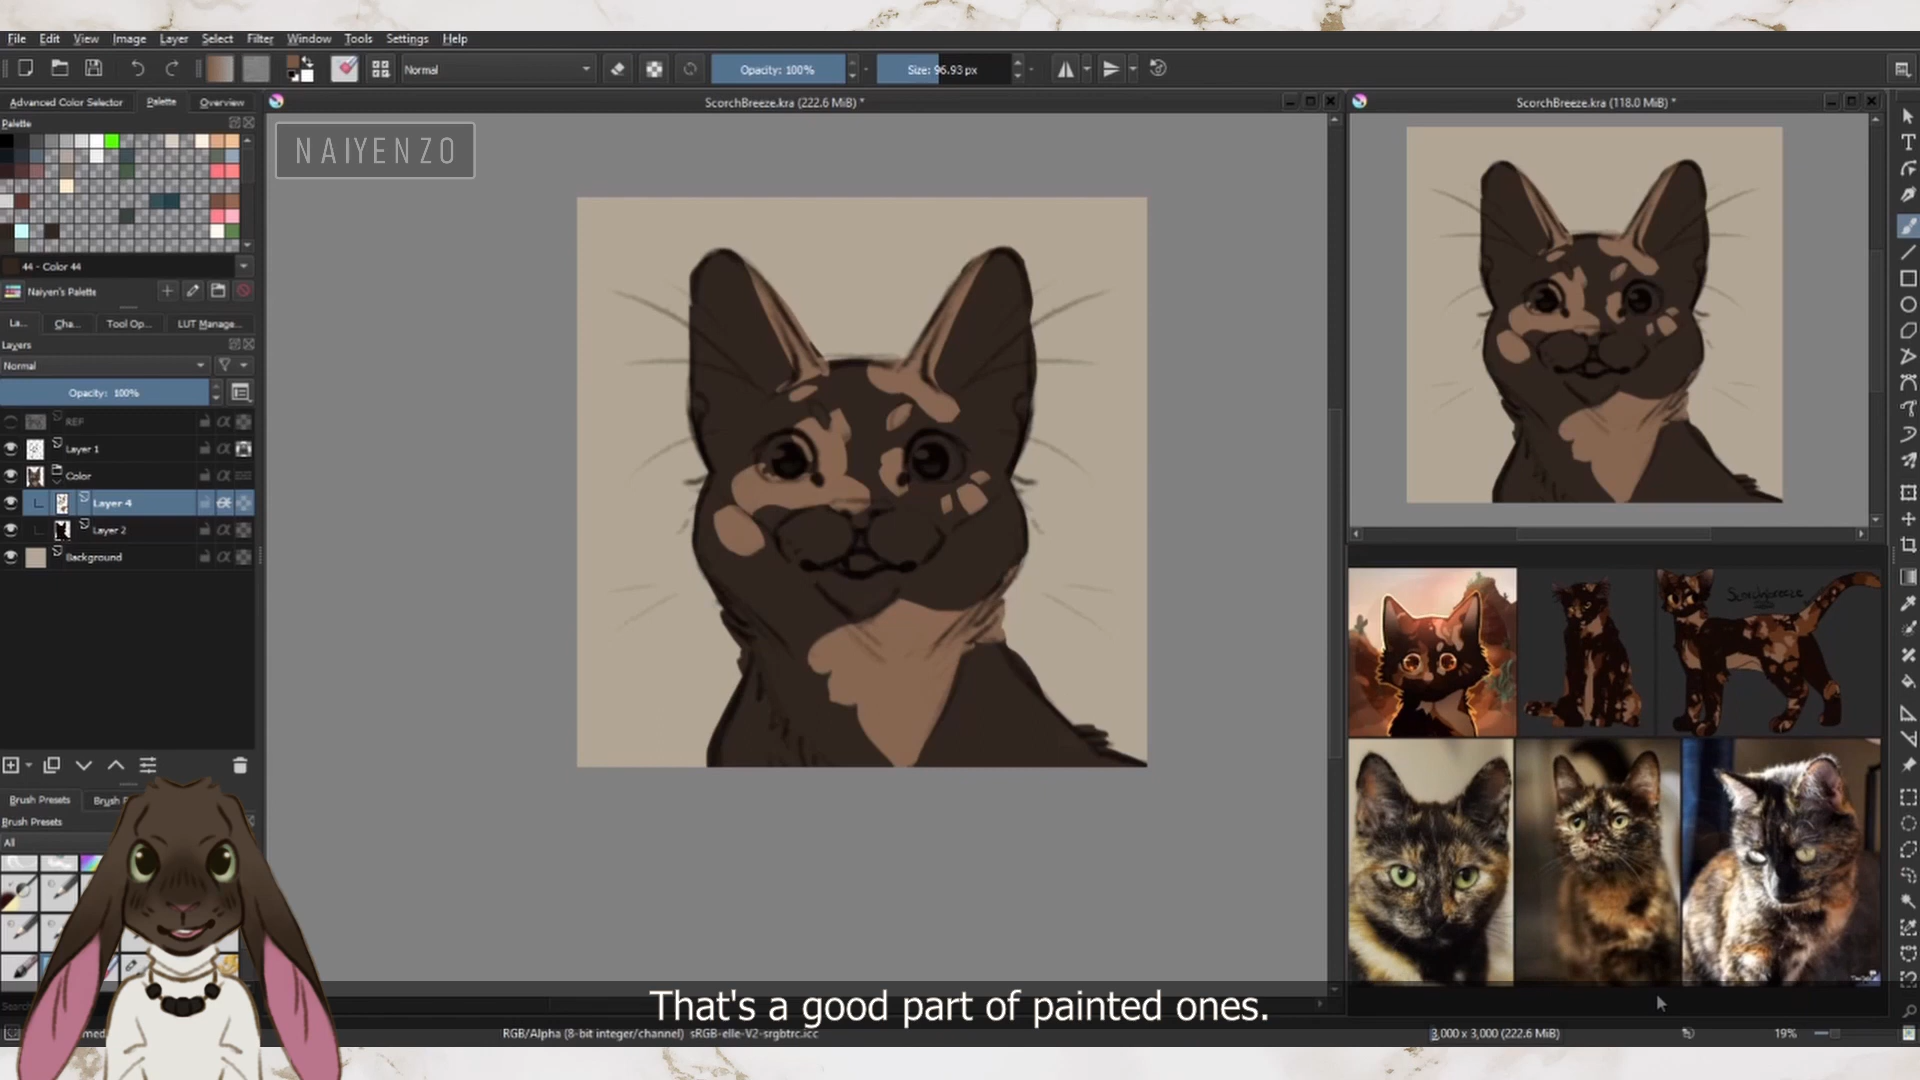 File Edit View Image Layer Select Filter Window Tools Settings Help
Normal
Opacity: 100%
Size: 96.93 px
Advanced Color Selector
Palette
Overview
ScorchBreeze.kra (222.6 MiB) *
ScorchBreeze.kra (118.0 MiB) *
Palette
NAIYENZO
44 - Color 44
Naiyen's Palette
La...
Cha...
Tool Op...
LUT Manage...
Layers
Normal
Opacity: 100%
REF
Layer 1
Color
Layer 4
Layer 2
Background
Scorchbreeze
Brush Presets
Brush
Brush Presets
All
That's a good part of painted ones.
RGB/Alpha (8-bit integer/channel) sRGB-elle-V2-srgbtrc.icc
3,000 x 3,000 (222.6 MiB)
19%